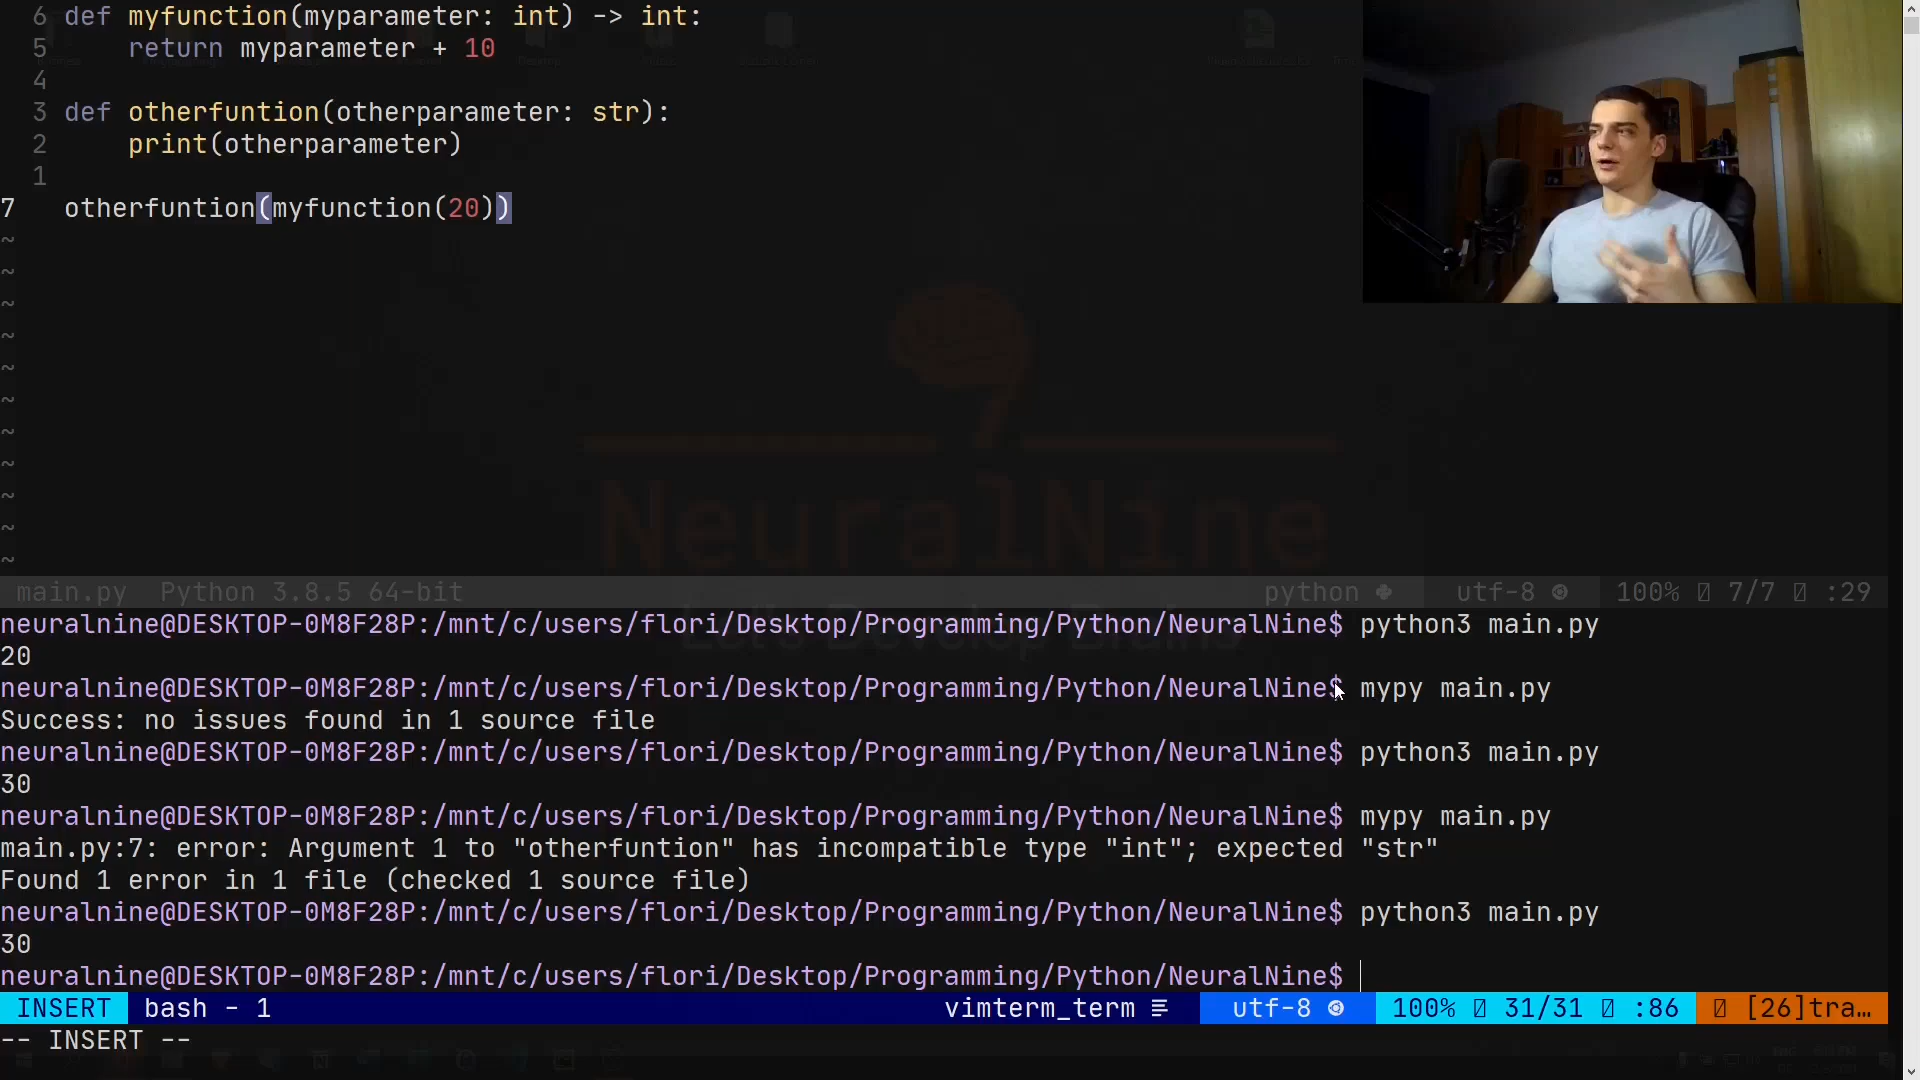 6 def myfunction(myparameter: int) -> int:
5     return myparameter + 10
4
3 def otherfuntion(otherparameter: str):
2     print(otherparameter)
1
7   otherfuntion(myfunction(20))
~
~
~
~
~
~
~
~
~
~
~
NeuralNine
main.py  Python 3.8.5 64-bit python utf-8 100% 7/7 :29
neuralnine@DESKTOP-0M8F28P:/mnt/c/users/flori/Desktop/Programming/Python/NeuralNine$ python3 main.py
Let's Develop Brains
20
neuralnine@DESKTOP-0M8F28P:/mnt/c/users/flori/Desktop/Programming/Python/NeuralNine$ mypy main.py
Success: no issues found in 1 source file
neuralnine@DESKTOP-0M8F28P:/mnt/c/users/flori/Desktop/Programming/Python/NeuralNine$ python3 main.py
30
neuralnine@DESKTOP-0M8F28P:/mnt/c/users/flori/Desktop/Programming/Python/NeuralNine$ mypy main.py
main.py:7: error: Argument 1 to "otherfuntion" has incompatible type "int"; expected "str"
Found 1 error in 1 file (checked 1 source file)
neuralnine@DESKTOP-0M8F28P:/mnt/c/users/flori/Desktop/Programming/Python/NeuralNine$ python3 main.py
30
neuralnine@DESKTOP-0M8F28P:/mnt/c/users/flori/Desktop/Programming/Python/NeuralNine$
INSERT bash - 1 vimterm_term utf-8 100% 31/31 :86 [26]tra…
-- INSERT --